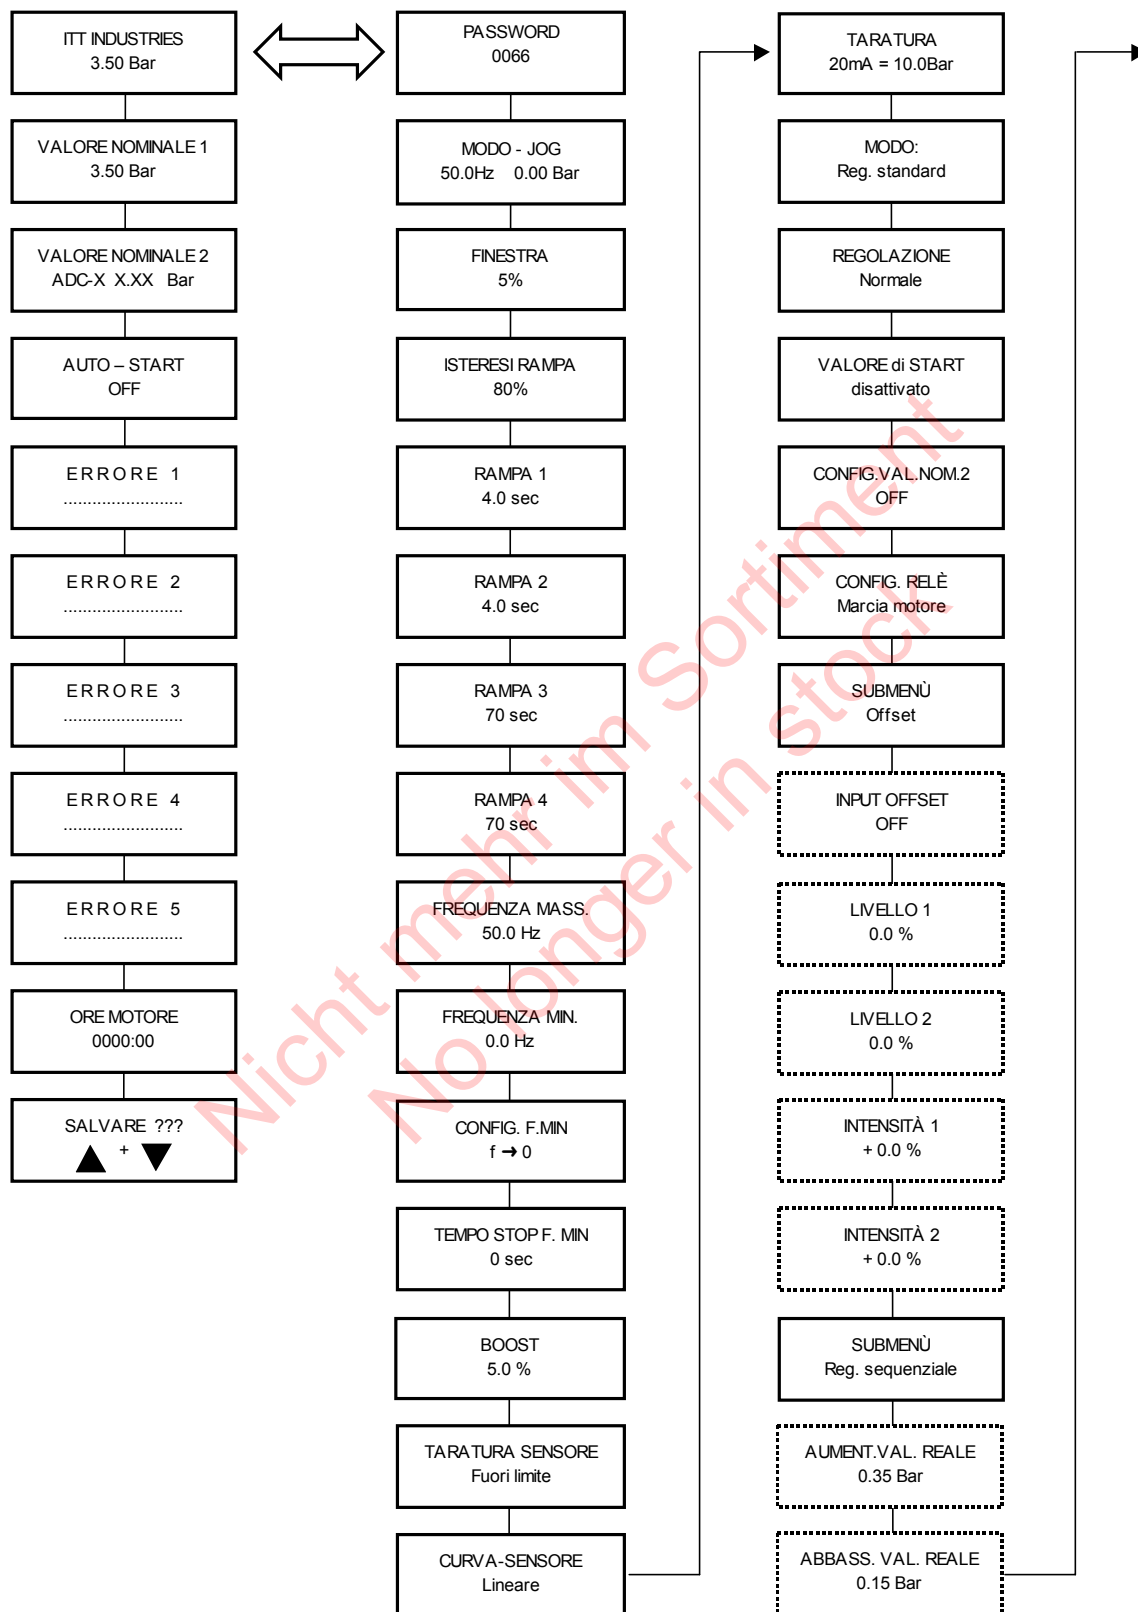 ITT INDUSTRIES
3.50 Bar
VALORE NOMINALE 1
3.50 Bar
VALORE NOMINALE 2
ADC-X X.XX Bar
AUTO – START
OFF
ERRORE 1
.........................
ERRORE 2
.........................
ERRORE 3
.........................
ERRORE 4
.........................
ERRORE 5
.........................
ORE MOTORE
0000:00
SALVARE ???
▲ + ▼
PASSWORD
0066
MODO - JOG
50.0Hz 0.00 Bar
FINESTRA
5%
ISTERESI RAMPA
80%
RAMPA 1
4.0 sec
RAMPA 2
4.0 sec
RAMPA 3
70 sec
RAMPA 4
70 sec
FREQUENZA MASS.
50.0 Hz
FREQUENZA MIN.
0.0 Hz
CONFIG. F.MIN
f ➔ 0
TEMPO STOP F. MIN
0 sec
BOOST
5.0 %
TARATURA SENSORE
Fuori limite
CURVA-SENSORE
Lineare
TARATURA
20mA = 10.0Bar
MODO:
Reg. standard
REGOLAZIONE
Normale
VALORE di START
disattivato
CONFIG.VAL.NOM.2
OFF
CONFIG. RELÈ
Marcia motore
SUBMENÙ
Offset
INPUT OFFSET
OFF
LIVELLO 1
0.0 %
LIVELLO 2
0.0 %
INTENSITÀ 1
+ 0.0 %
INTENSITÀ 2
+ 0.0 %
SUBMENÙ
Reg. sequenziale
AUMENT.VAL. REALE
0.35 Bar
ABBASS. VAL. REALE
0.15 Bar
Nicht mehr im Sortiment
No longer in stock